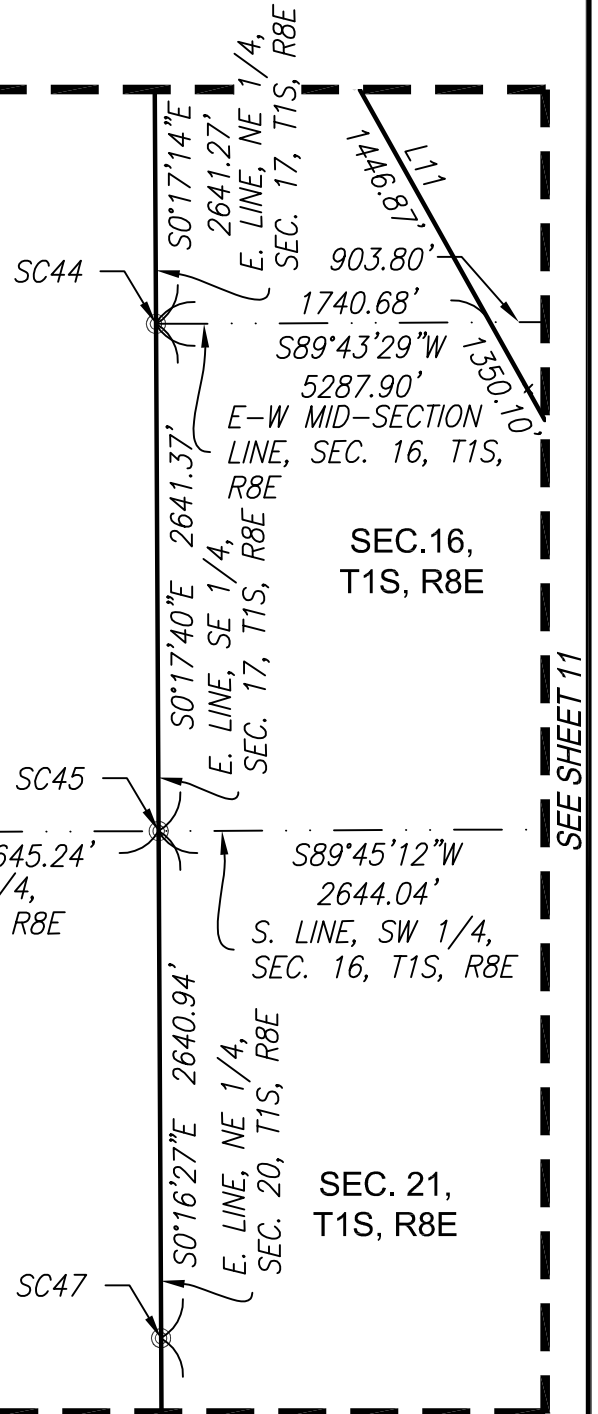 S0°17'14"E
2641.27'
E. LINE, NE 1/4,
SEC. 17, T1S, R8E
L11
1446.87'
SC44
903.80'
1740.68'
S89°43'29"W
5287.90'
1350.10'
E-W MID-SECTION
LINE, SEC. 16, T1S,
R8E
S0°17'40"E 2641.37'
E. LINE, SE 1/4,
SEC. 17, T1S, R8E
SEC.16,
T1S, R8E
SEE SHEET 11
SC45
645.24'
/4,
R8E
S89°45'12"W
2644.04'
S. LINE, SW 1/4,
SEC. 16, T1S, R8E
S0°16'27"E 2640.94'
E. LINE, NE 1/4,
SEC. 20, T1S, R8E
SEC. 21,
T1S, R8E
SC47